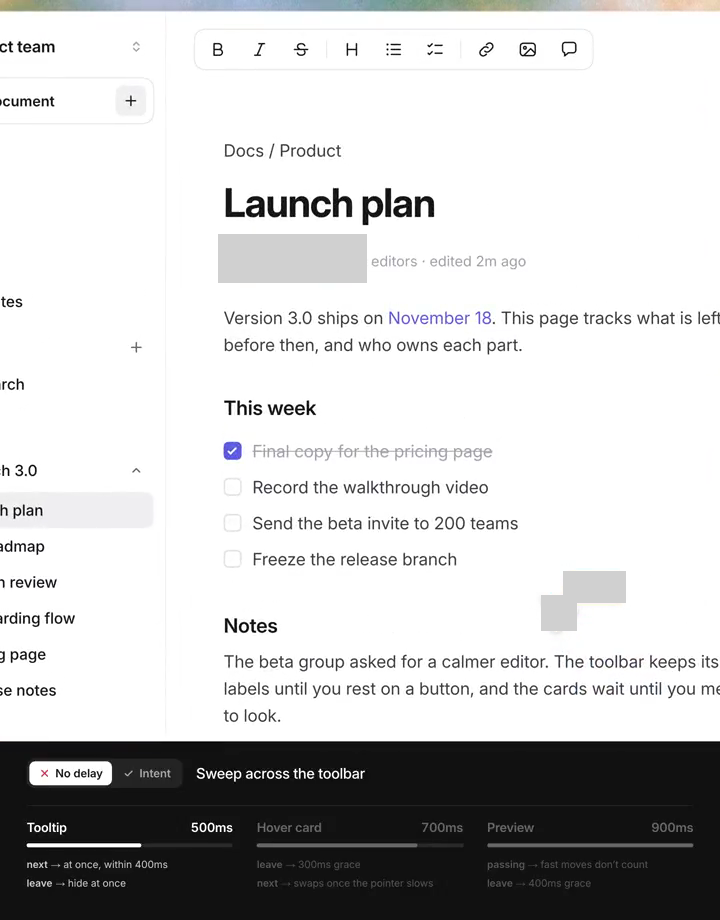 ct team
ocument
tes
arch
h 3.0
h plan
admap
n review
arding flow
g page
se notes
B I S H
Docs / Product
Launch plan
editors · edited 2m ago
Version 3.0 ships on November 18. This page tracks what is left
before then, and who owns each part.
This week
Final copy for the pricing page
Record the walkthrough video
Send the beta invite to 200 teams
Freeze the release branch
Notes
The beta group asked for a calmer editor. The toolbar keeps its
labels until you rest on a button, and the cards wait until you me
to look.
No delay Intent Sweep across the toolbar
Tooltip 500ms
next → at once, within 400ms
leave → hide at once
Hover card 700ms
leave → 300ms grace
next → swaps once the pointer slows
Preview 900ms
passing → fast moves don't count
leave → 400ms grace